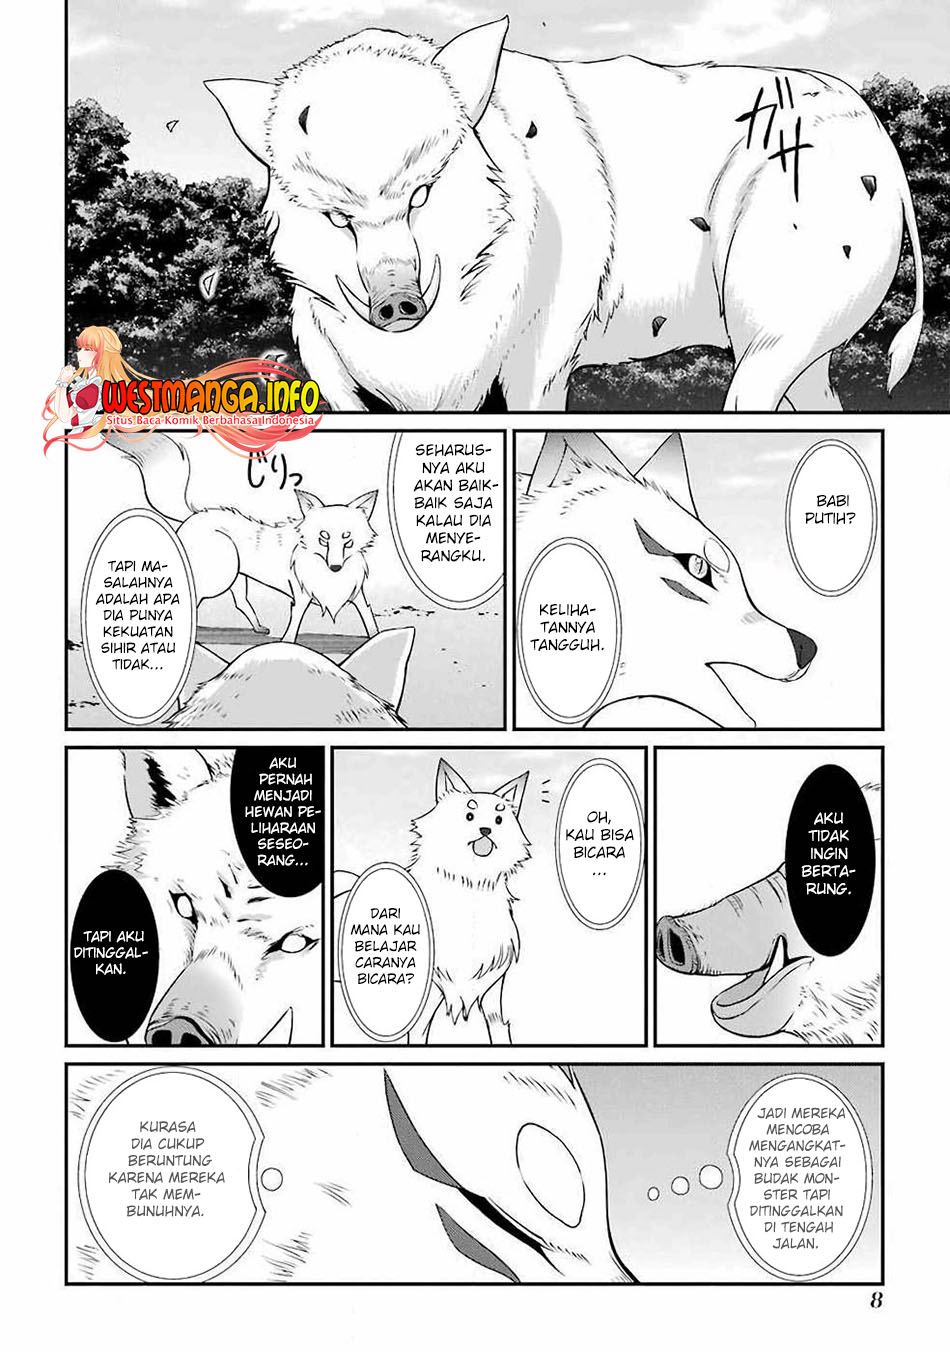 ガサガサ
WESTMANGA.INFO
Situs Baca Komik Berbahasa Indonesia
BABI
PUTIH?
KELIHA-
TANNYA
TANGGUH.
SEHARUS-
NYA AKU
AKAN BAIK-
BAIK SAJA
KALAU DIA
MENYE-
RANGKU.
じりっ
TAPI MA-
SALAHNYA
ADALAH APA
DIA PUNYA
KEKUATAN
SIHIR ATAU
TIDAK...
AKU
TIDAK
INGIN
BERTA-
RUNG.
OH,
KAU BISA
BICARA
...
DARI
MANA KAU
BELAJAR
CARANYA
BICARA?
AKU
PERNAH
MENJADI
HEWAN PE-
LIHARAAN
SESEO-
RANG...
TAPI AKU
DITINGGAL-
KAN.
JADI MEREKA
MENCOBA
MENGANGKAT-
NYA SEBAGAI
BUDAK MON-
STER TAPI
DITINGGALKAN
DI TENGAH
JALAN.
KURASA
DIA CUKUP
BERUNTUNG
KARENA MEREKA
TAK MEM-
BUNUHNYA.
8